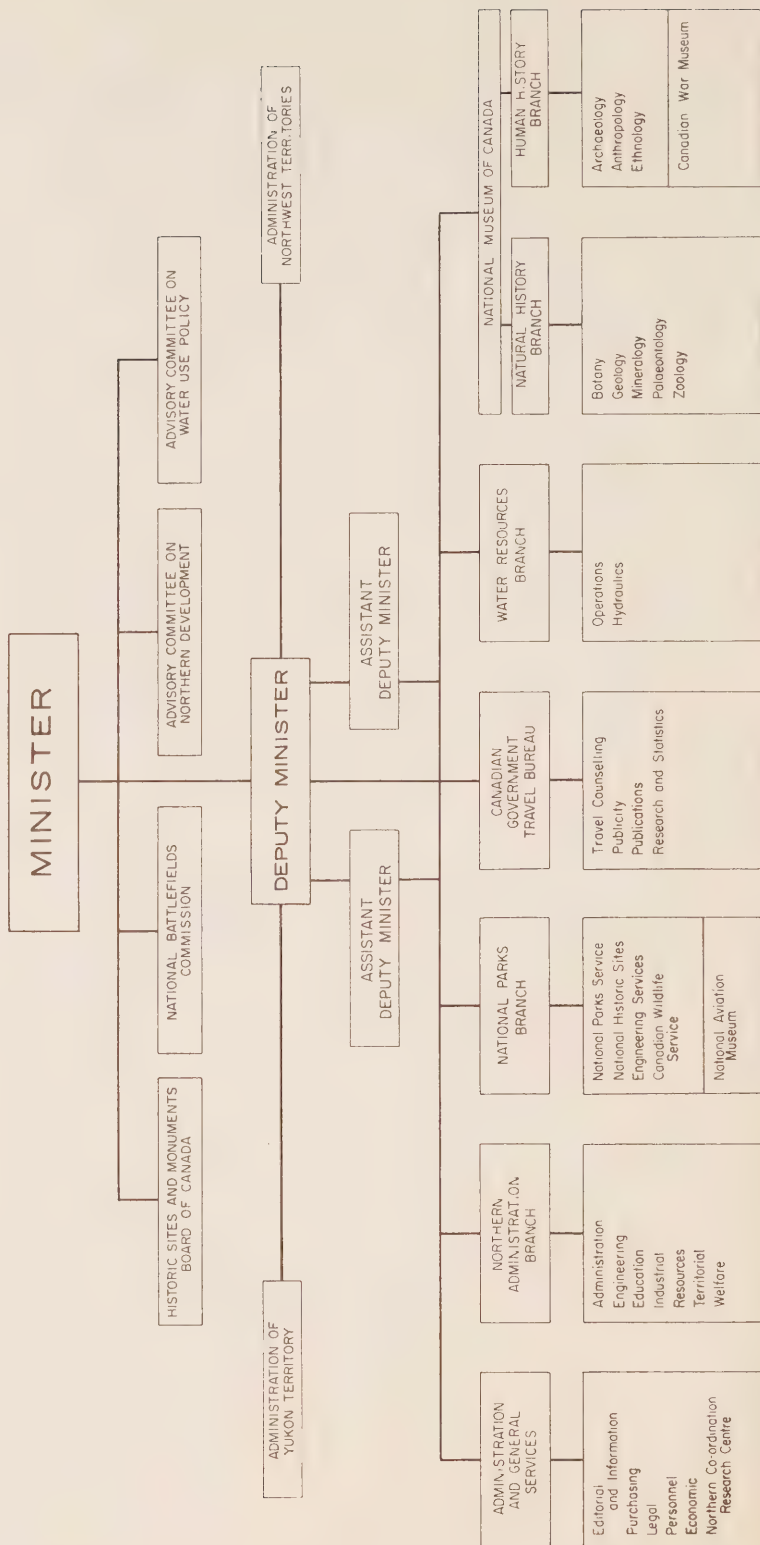 MINISTER
HISTORIC SITES AND MONUMENTS
BOARD OF CANADA
NATIONAL BATTLEFIELDS
COMMISSION
ADVISORY COMMITTEE ON
NORTHERN DEVELOPMENT
ADVISORY COMMITTEE ON
WATER USE POLICY
ADMINISTRATION OF
YUKON TERRITORY
DEPUTY MINISTER
ADMINISTRATION OF
NORTHWEST TERRITORIES
ASSISTANT
DEPUTY MINISTER
ASSISTANT
DEPUTY MINISTER
ADMINISTRATION
AND GENERAL
SERVICES
Editorial
and Information
Purchasing
Legal
Personnel
Economic
Northern Co-ordination
Research Centre
NORTHERN
ADMINISTRATION
BRANCH
Administration
Engineering
Education
Industrial
Resources
Territorial
Welfare
NATIONAL PARKS
BRANCH
National Parks Service
National Historic Sites
Engineering Services
Canadian Wildlife
Service
National Aviation
Museum
CANADIAN
GOVERNMENT
TRAVEL BUREAU
Travel Counselling
Publicity
Publications
Research and Statistics
WATER RESOURCES
BRANCH
Operations
Hydraulics
NATIONAL MUSEUM OF CANADA
NATURAL HISTORY
BRANCH
Botany
Geology
Mineralogy
Palaeontology
Zoology
HUMAN HISTORY
BRANCH
Archaeology
Anthropology
Ethnology
Canadian War Museum